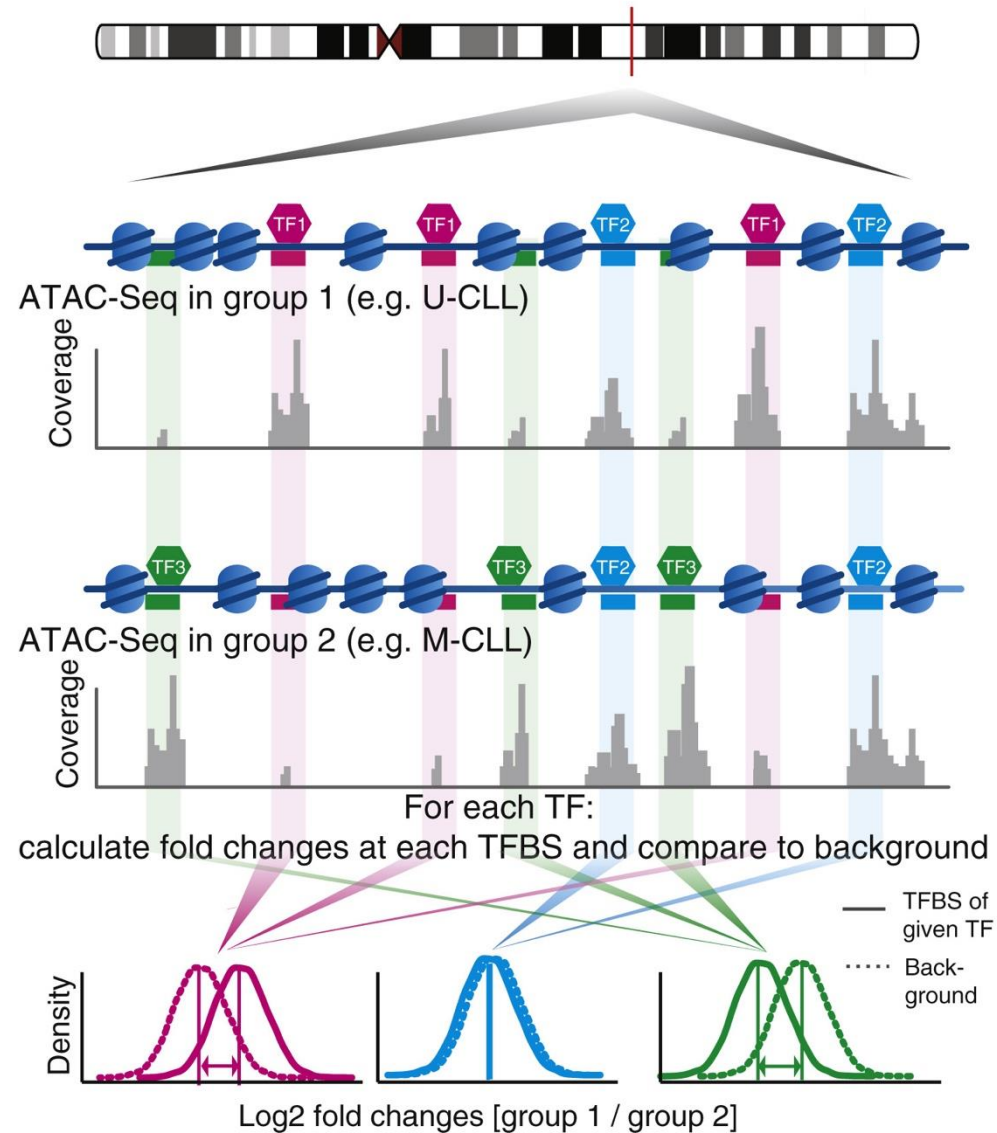 TF1 TF1 TF2 TF1 TF2
ATAC-Seq in group 1 (e.g. U-CLL)
Coverage
TF3 TF3 TF2 TF3 TF2
ATAC-Seq in group 2 (e.g. M-CLL)
Coverage
For each TF:
calculate fold changes at each TFBS and compare to background
TFBS of
given TF
Back-
ground
Density
Log2 fold changes [group 1 / group 2]